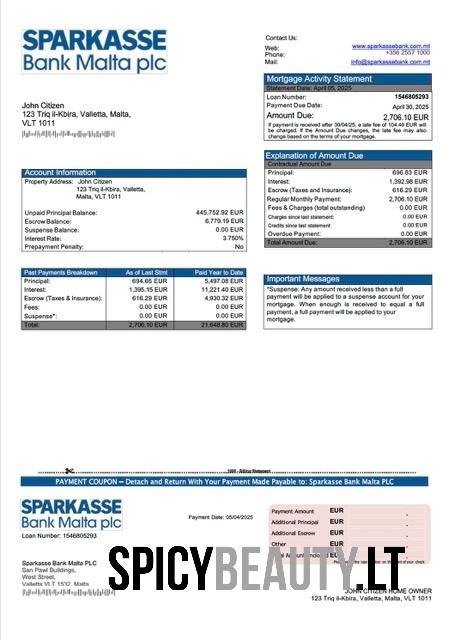 SPARKASSE
Bank Malta plc
Contact Us:
Web: www.sparkassebank.com.mt
Phone: +356 2557 1000
Mail: info@sparkassebank.com.mt
Mortgage Activity Statement
Statement Date: April 05, 2025
Loan Number: 1546805293
Payment Due Date: April 30, 2025
Amount Due: 2,706.10 EUR
If payment is received after 30/04/25, a late fee of 104.48 EUR will
be charged. If the Amount Due changes, the late fee may also
change based on the terms of your mortgage.
John Citizen
123 Triq il-Kbira, Valletta, Malta,
VLT 1011
Explanation of Amount Due
Contractual Amount Due
Principal: 696.83 EUR
Interest: 1,392.98 EUR
Escrow (Taxes and Insurance): 616.29 EUR
Regular Monthly Payment: 2,706.10 EUR
Fees & Charges (total outstanding) 0.00 EUR
Charges since last statement: 0.00 EUR
Credits since last statement: 0.00 EUR
Overdue Payment: 0.00 EUR
Total Amount Due: 2,706.10 EUR
Account Information
Property Address: John Citizen
123 Triq il-Kbira, Valletta,
Malta, VLT 1011
Unpaid Principal Balance: 445,752.92 EUR
Escrow Balance: 6,779.19 EUR
Suspense Balance: 0.00 EUR
Interest Rate: 3.750%
Prepayment Penalty: No
Past Payments Breakdown As of Last Stmt Paid Year to Date
Principal: 694.66 EUR 5,497.08 EUR
Interest: 1,395.15 EUR 11,221.40 EUR
Escrow (Taxes & Insurance): 616.29 EUR 4,930.32 EUR
Fees: 0.00 EUR 0.00 EUR
Suspense*: 0.00 EUR 0.00 EUR
Total: 2,706.10 EUR 21,648.80 EUR
Important Messages
*Suspense: Any amount received less than a full
payment will be applied to a suspense account for your
mortgage. When enough is received to equal a full
payment, a full payment will be applied to your
mortgage.
PAYMENT COUPON – Detach and Return With Your Payment Made Payable to: Sparkasse Bank Malta PLC
SPARKASSE
Bank Malta plc
Loan Number: 1546805293
Payment Date: 05/04/2025
Payment Amount EUR
Additional Principal EUR
Additional Escrow EUR
Other EUR
Sparkasse Bank Malta PLC
San Pawl Buildings,
West Street,
Valletta VLT 1532, Malta
SPICYBEAUTY.LT
JOHN CITIZEN HOME OWNER
123 Triq il-Kbira, Valletta, Malta, VLT 1011